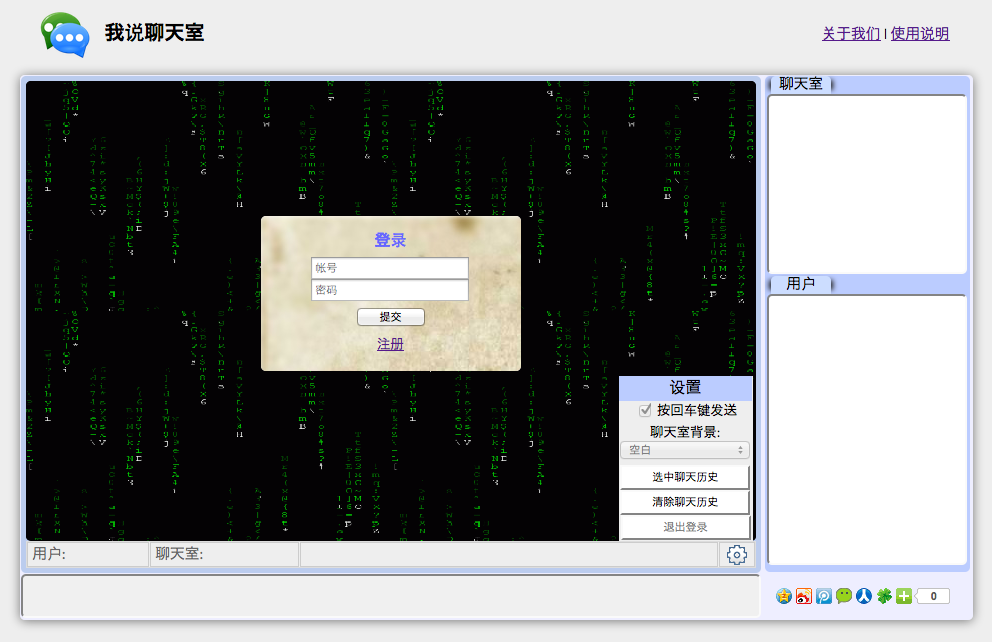 我说聊天室
关于我们 | 使用说明
聊天室
登录
帐号
密码
提交
注册
用户
设置
按回车键发送
聊天室背景:
空白
选中聊天历史
清除聊天历史
退出登录
用户:
聊天室:
0